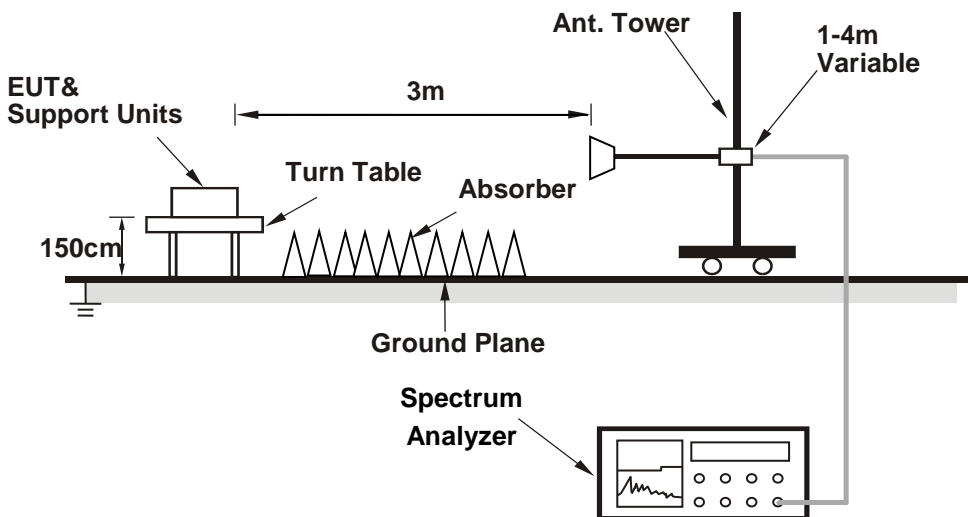 Ant. Tower
1-4m
Variable
EUT&
Support Units
3m
Turn Table
Absorber
150cm
Ground Plane
Spectrum
Analyzer